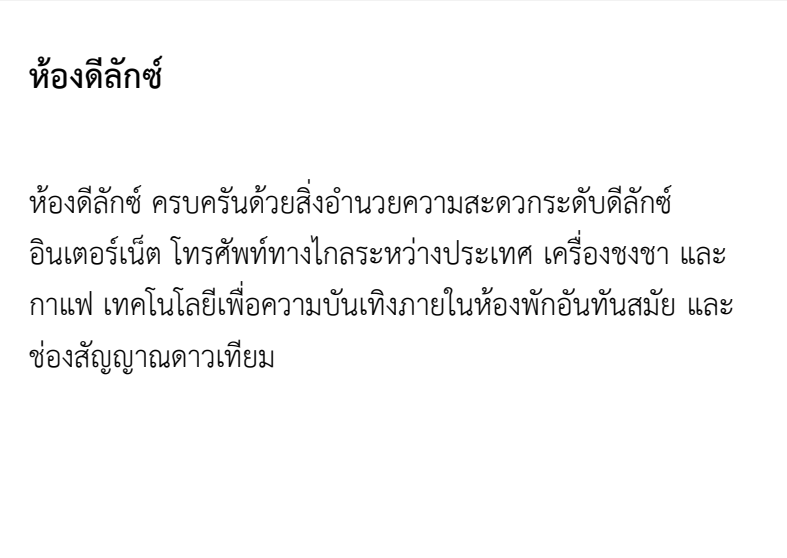 ห้องดีลักซ์
ห้องดีลักซ์ ครบครันด้วยสิ่งอำนวยความสะดวกระดับดีลักซ์
อินเตอร์เน็ต โทรศัพท์ทางไกลระหว่างประเทศ เครื่องชงชา และ
กาแฟ เทคโนโลยีเพื่อความบันเทิงภายในห้องพักอันทันสมัย และ
ช่องสัญญาณดาวเทียม